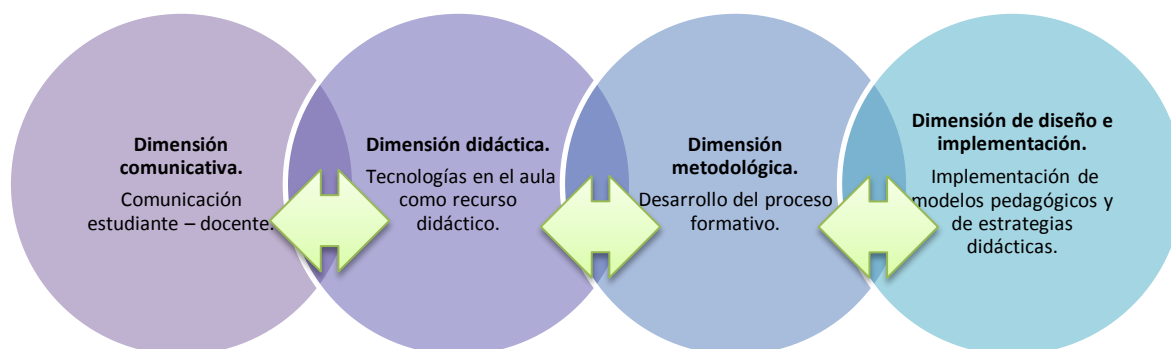 Dimensión
comunicativa.
Comunicación
estudiante – docente.
Dimensión didáctica.
Tecnologías en el aula
como recurso
didáctico.
Dimensión
metodológica.
Desarrollo del proceso
formativo.
Dimensión de diseño e
implementación.
Implementación de
modelos pedagógicos y
de estrategias
didácticas.